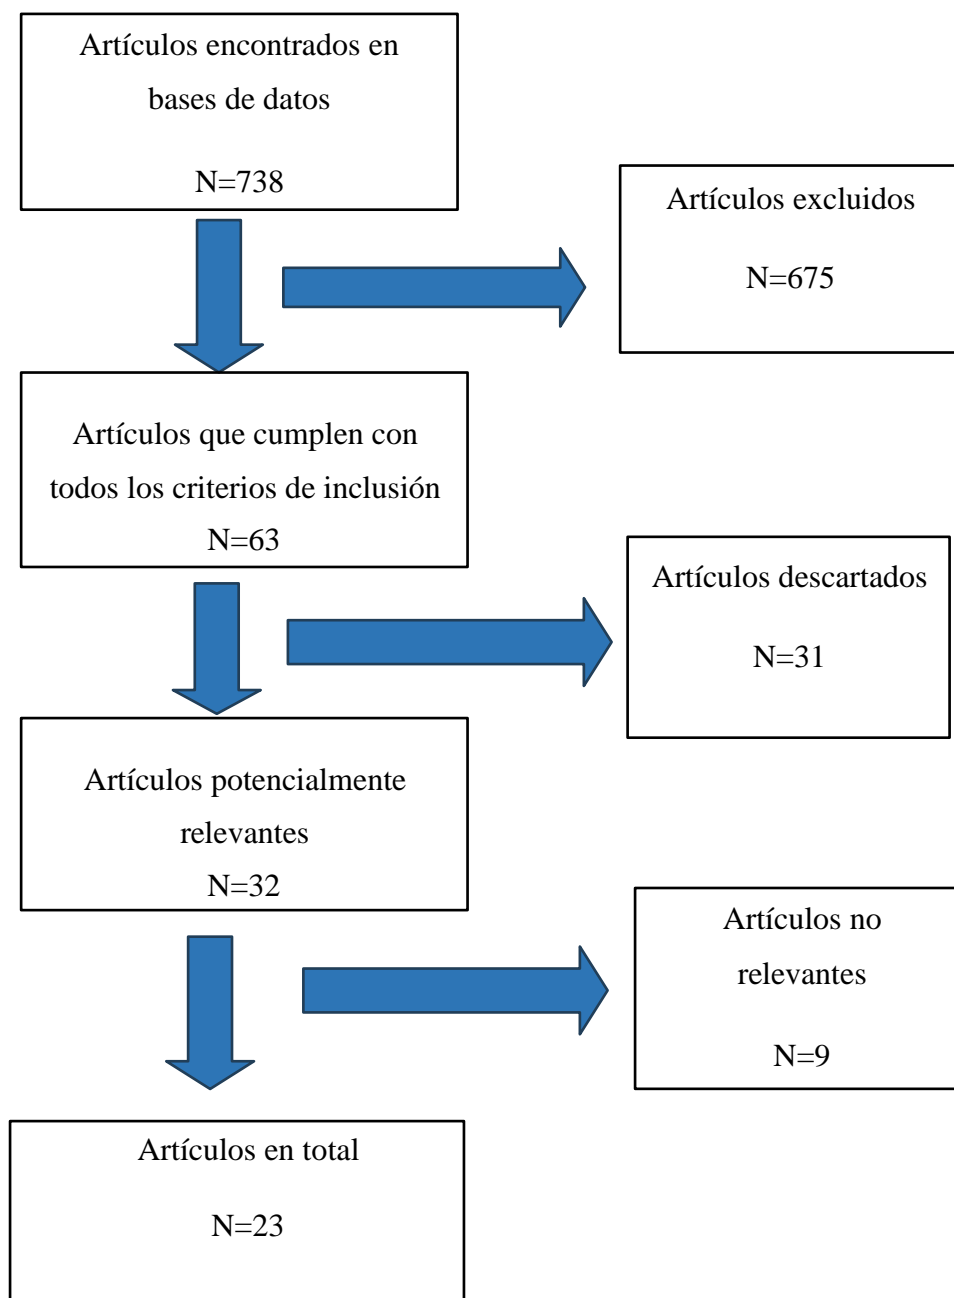 Artículos encontrados en
bases de datos
N=738
Artículos excluidos
N=675
Artículos que cumplen con
todos los criterios de inclusión
N=63
Artículos descartados
N=31
Artículos potencialmente
relevantes
N=32
Artículos no
relevantes
N=9
Artículos en total
N=23